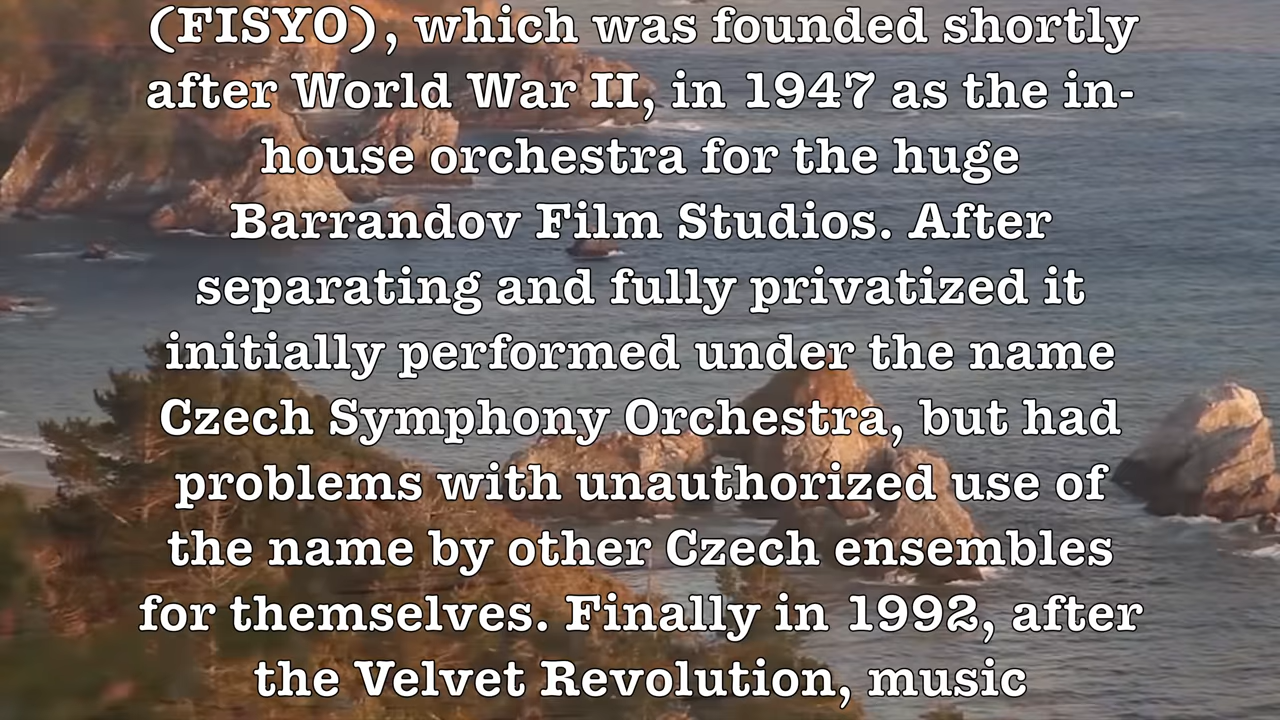 (FISYO), which was founded shortly
after World War II, in 1947 as the in-
house orchestra for the huge
Barrandov Film Studios. After
separating and fully privatized it
initially performed under the name
Czech Symphony Orchestra, but had
problems with unauthorized use of
the name by other Czech ensembles
for themselves. Finally in 1992, after
the Velvet Revolution, music